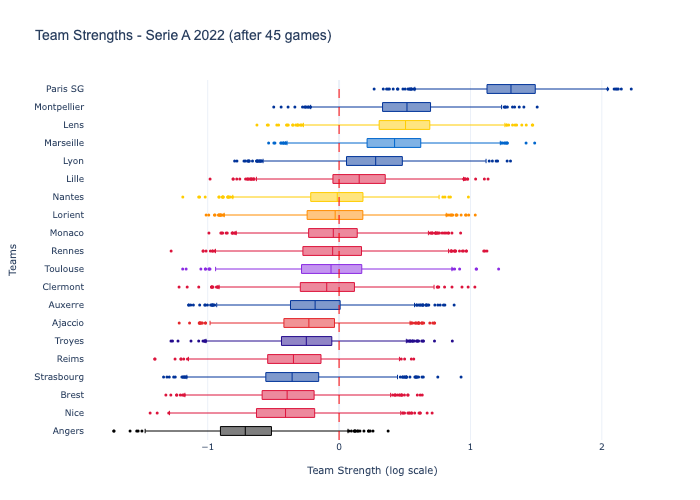 Team Strengths - Serie A 2022 (after 45 games)
Paris SG
Montpellier
Lens
Marseille
Lyon
Lille
Nantes
Lorient
Monaco
Rennes
Toulouse
Clermont
Auxerre
Ajaccio
Troyes
Reims
Strasbourg
Brest
Nice
Angers
Teams
−1 0 1 2
Team Strength (log scale)